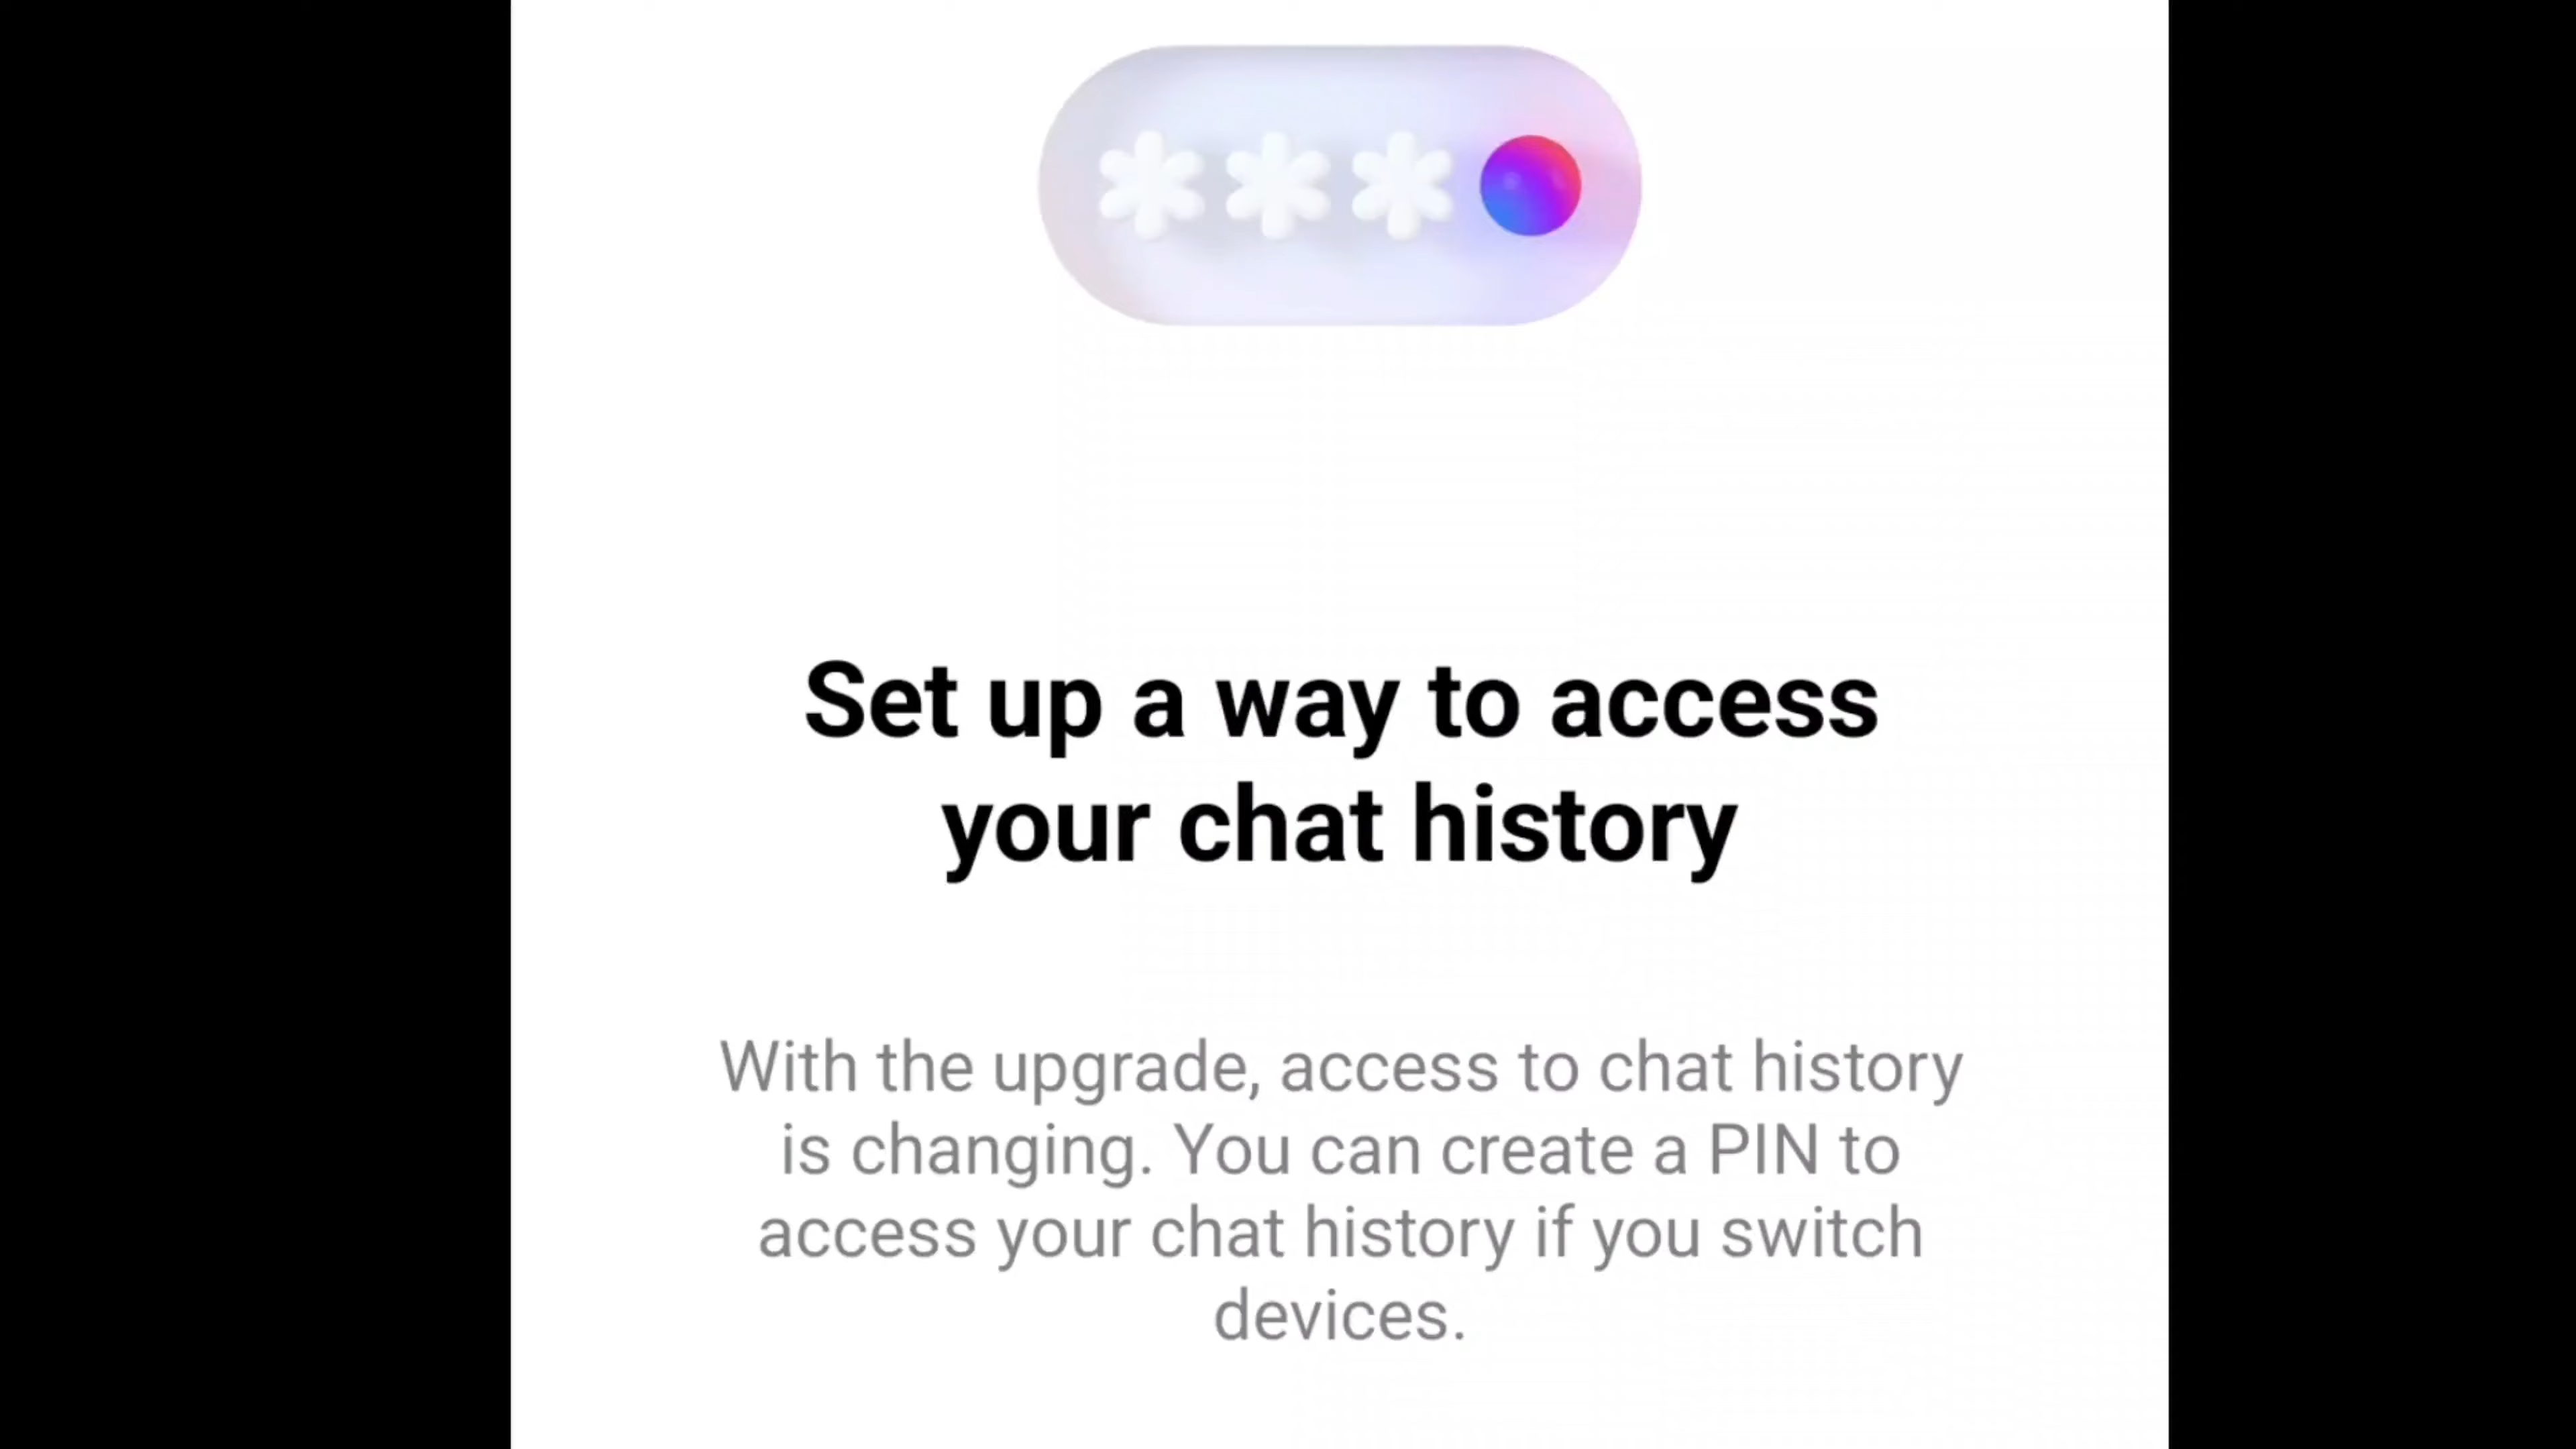 Set up a way to access
your chat history
With the upgrade, access to chat history
is changing. You can create a PIN to
access your chat history if you switch
devices.